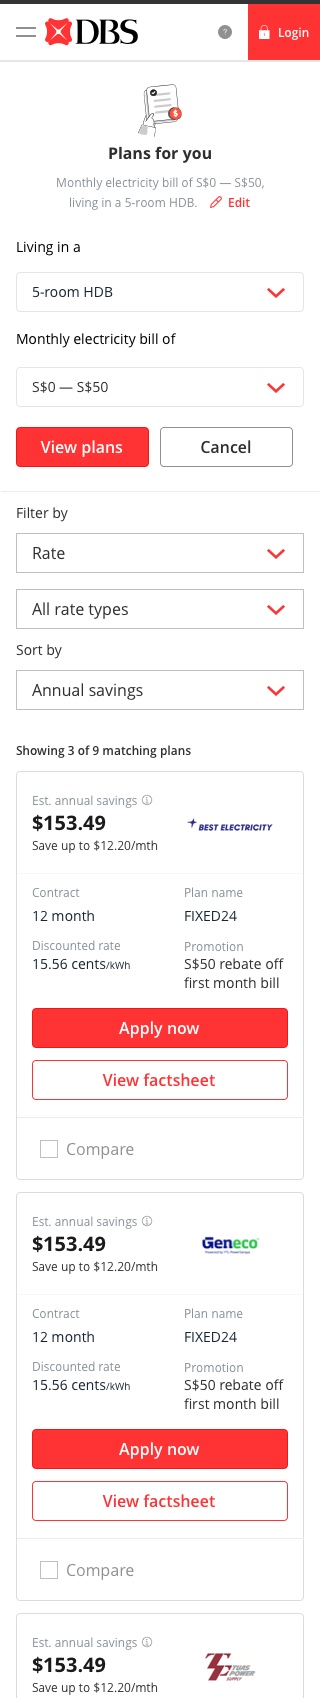 DBS
?
Login
Plans for you
Monthly electricity bill of S$0 — S$50,
living in a 5-room HDB. Edit
Living in a
5-room HDB
Monthly electricity bill of
S$0 — S$50
View plans
Cancel
Filter by
Rate
All rate types
Sort by
Annual savings
Showing 3 of 9 matching plans
Est. annual savings
$153.49
Save up to $12.20/mth
BEST ELECTRICITY
Contract
12 month
Plan name
FIXED24
Discounted rate
15.56 cents/kWh
Promotion
S$50 rebate off
first month bill
Apply now
View factsheet
Compare
Est. annual savings
$153.49
Save up to $12.20/mth
Geneco
Contract
12 month
Plan name
FIXED24
Discounted rate
15.56 cents/kWh
Promotion
S$50 rebate off
first month bill
Apply now
View factsheet
Compare
Est. annual savings
$153.49
Save up to $12.20/mth
TUAS
POWER
SUPPLY